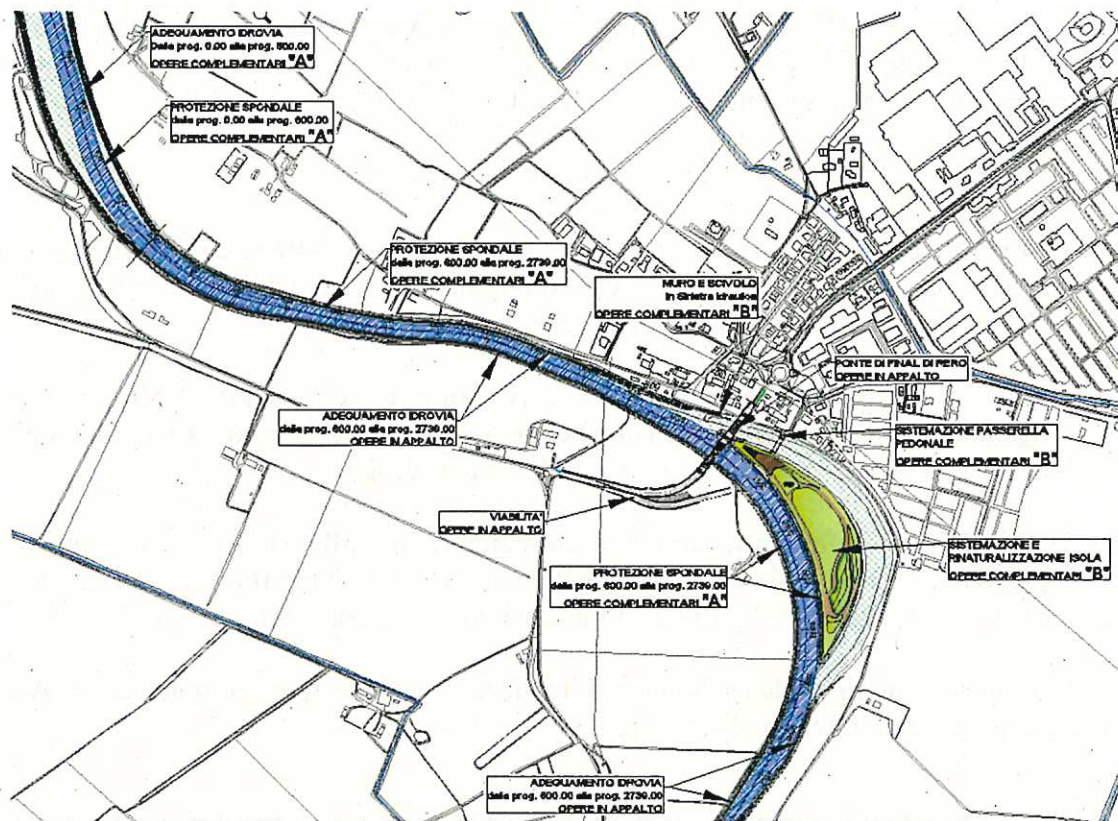 ADEGUAMENTO IDROVIA
dalla prog. 0.00 alla prog. 600.00
OPERE COMPLEMENTARI "A"
PROTEZIONE SPONDALE
dalla prog. 0.00 alla prog. 600.00
OPERE COMPLEMENTARI "A"
PROTEZIONE SPONDALE
dalla prog. 600.00 alla prog. 2739.00
OPERE COMPLEMENTARI "A"
MURO E SCIVOLO
in Sinistra Idraulica
OPERE COMPLEMENTARI "B"
PONTE DI FINAL DI RERO
OPERE IN APPALTO
ADEGUAMENTO IDROVIA
dalla prog. 600.00 alla prog. 2739.00
OPERE IN APPALTO
SISTEMAZIONE PASSERELLA
PEDONALE
OPERE COMPLEMENTARI "B"
VIABILITA'
OPERE IN APPALTO
SISTEMAZIONE E
RINATURALIZZAZIONE ISOLA
OPERE COMPLEMENTARI "B"
PROTEZIONE SPONDALE
dalla prog. 600.00 alla prog. 2739.00
OPERE COMPLEMENTARI "A"
ADEGUAMENTO IDROVIA
dalla prog. 600.00 alla prog. 2739.00
OPERE IN APPALTO